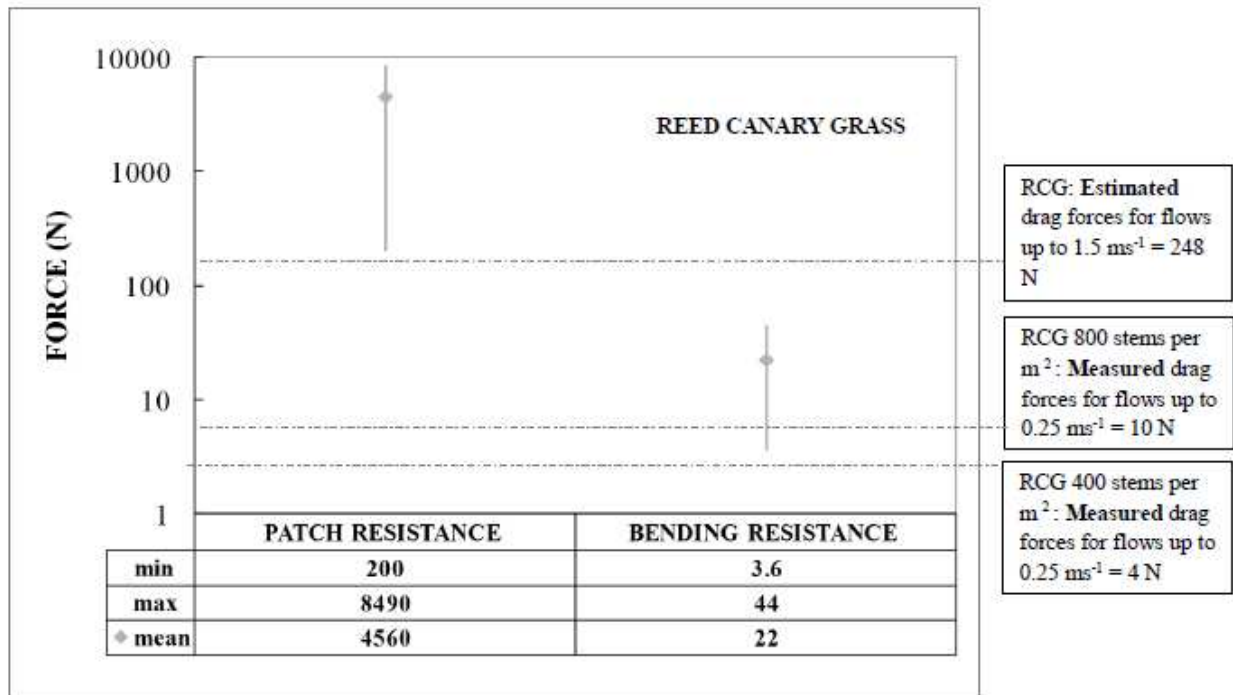 10000
1000
100
10
1
FORCE (N)
REED CANARY GRASS
PATCH RESISTANCE BENDING RESISTANCE
min 200 3.6
max 8490 44
mean 4560 22
RCG: Estimated
drag forces for flows
up to 1.5 ms⁻¹ = 248
N
RCG 800 stems per
m ²: Measured drag
forces for flows up to
0.25 ms⁻¹ = 10 N
RCG 400 stems per
m ²: Measured drag
forces for flows up to
0.25 ms⁻¹ = 4 N